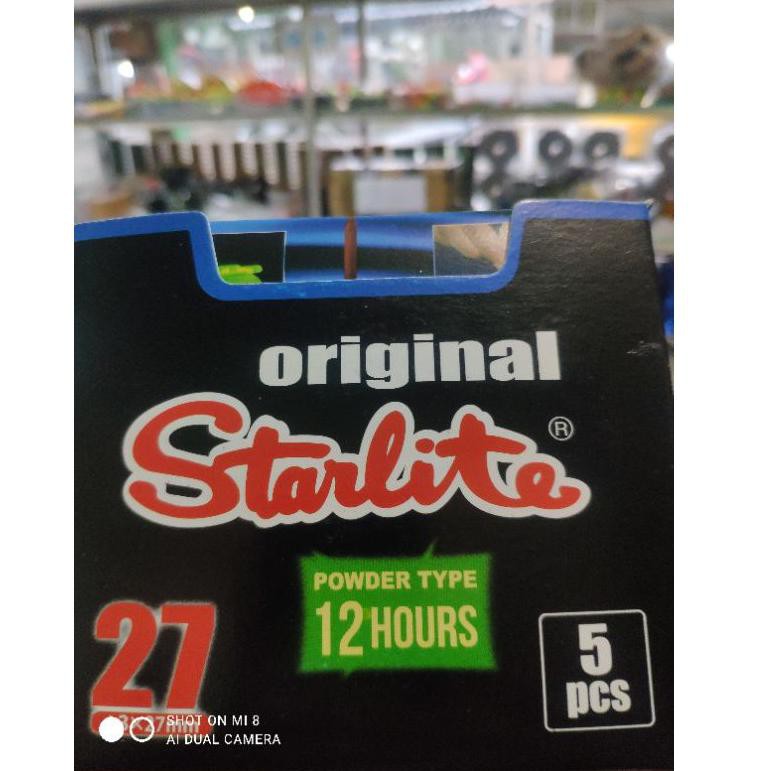 original
Starlite®
POWDER TYPE
12 HOURS
27
5
pcs
SHOT ON MI 8
AI DUAL CAMERA